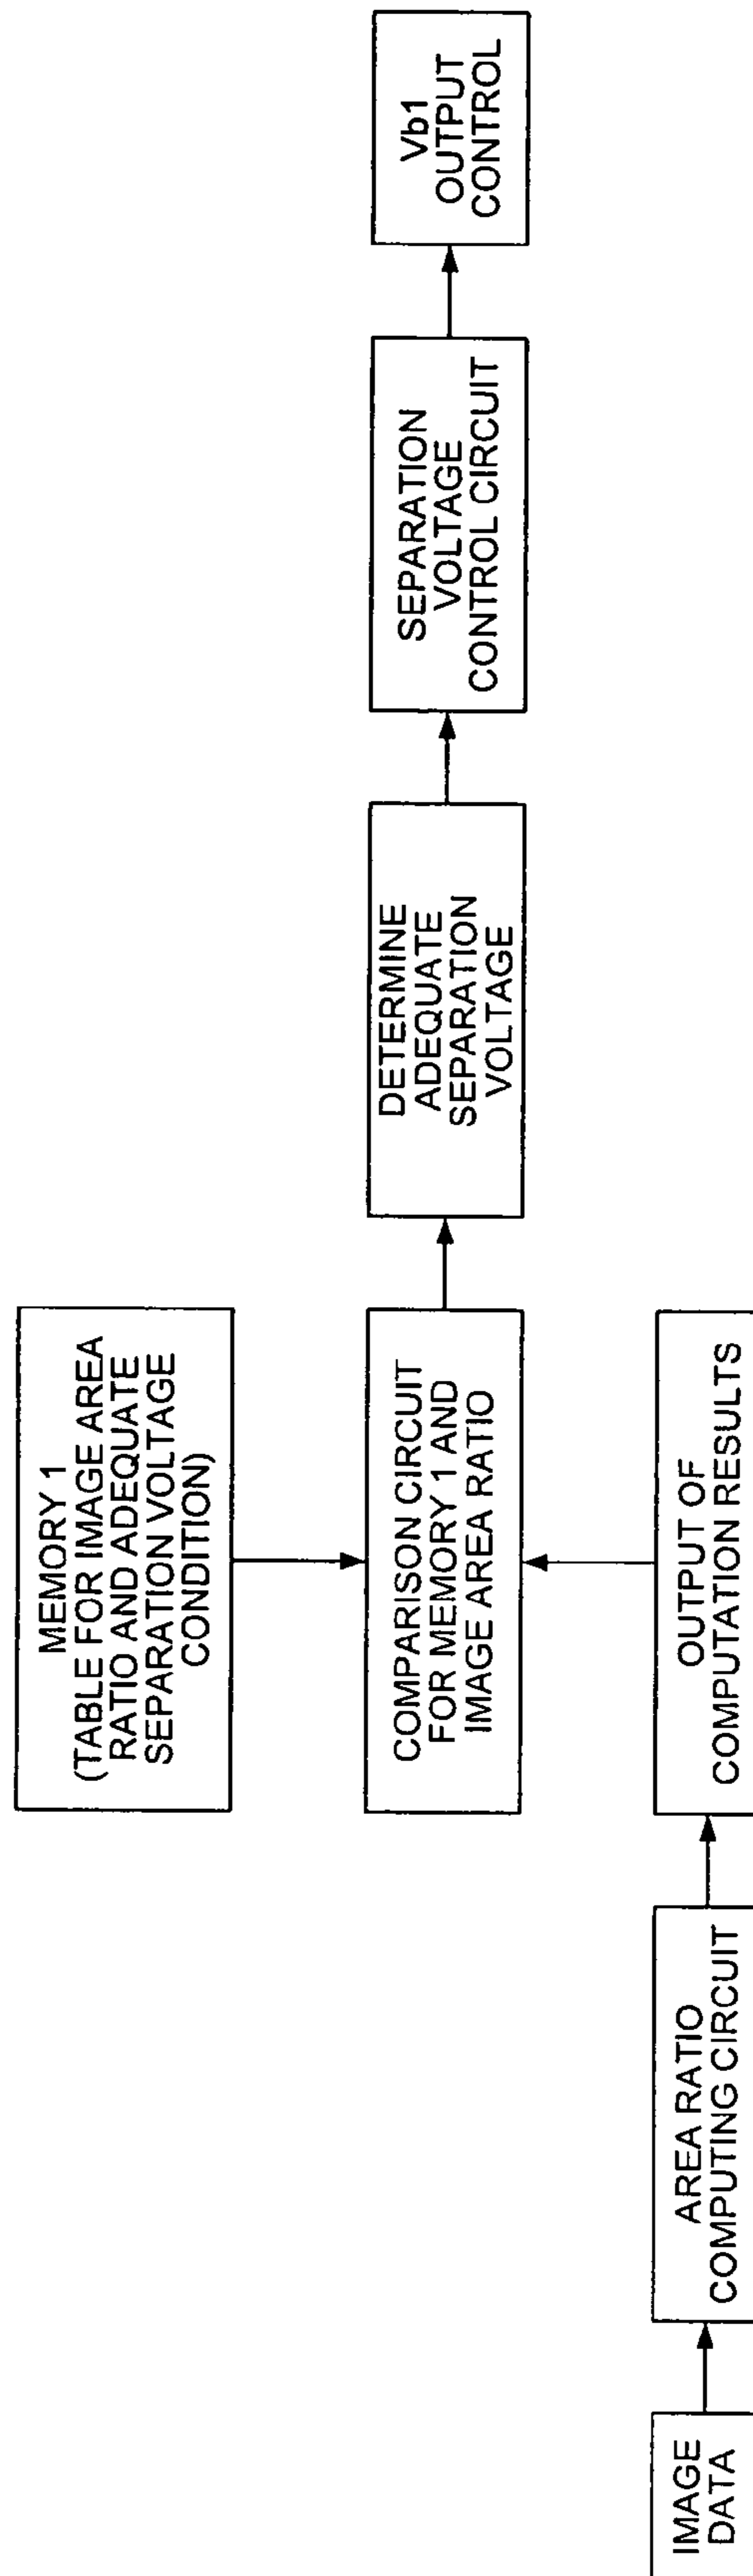 IMAGE
DATA
AREA RATIO
COMPUTING CIRCUIT
OUTPUT OF
COMPUTATION RESULTS
MEMORY 1
(TABLE FOR IMAGE AREA
RATIO AND ADEQUATE
SEPARATION VOLTAGE
CONDITION)
COMPARISON CIRCUIT
FOR MEMORY 1 AND
IMAGE AREA RATIO
DETERMINE
ADEQUATE
SEPARATION
VOLTAGE
SEPARATION
VOLTAGE
CONTROL CIRCUIT
Vb1
OUTPUT
CONTROL